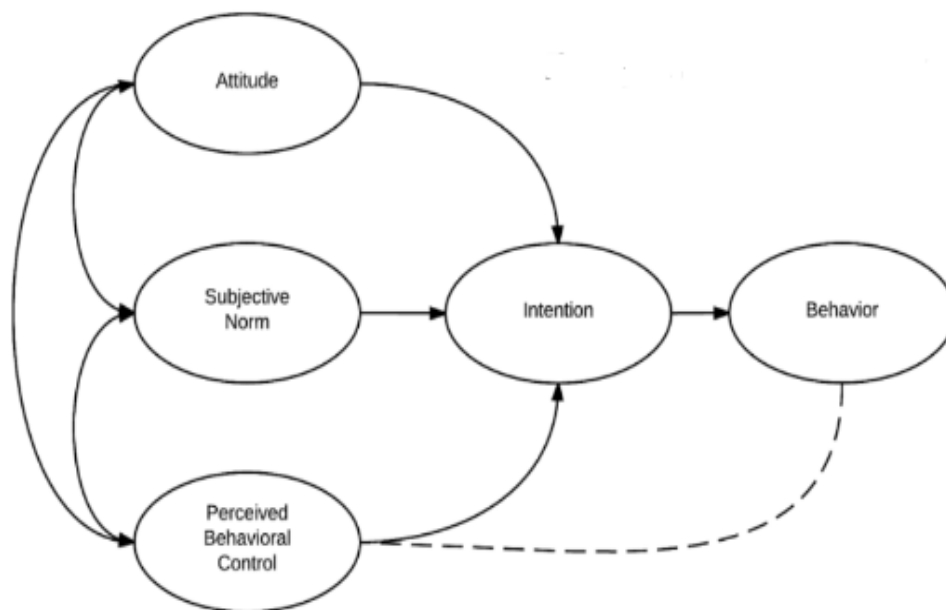 Attitude
Subjective
Norm
Intention
Behavior
Perceived
Behavioral
Control